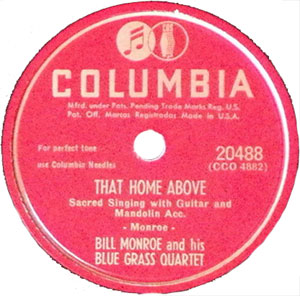 COLUMBIA
Mfrd. under Pats. Pending Trade Marks Reg. U.S.
Pat. Off. Marcas Registradas Made in U.S.A.
For perfect tone
use Columbia Needles
20488
(CCO 4882)
THAT HOME ABOVE
Sacred Singing with Guitar and
Mandolin Acc.
- Monroe -
BILL MONROE and his
BLUE GRASS QUARTET